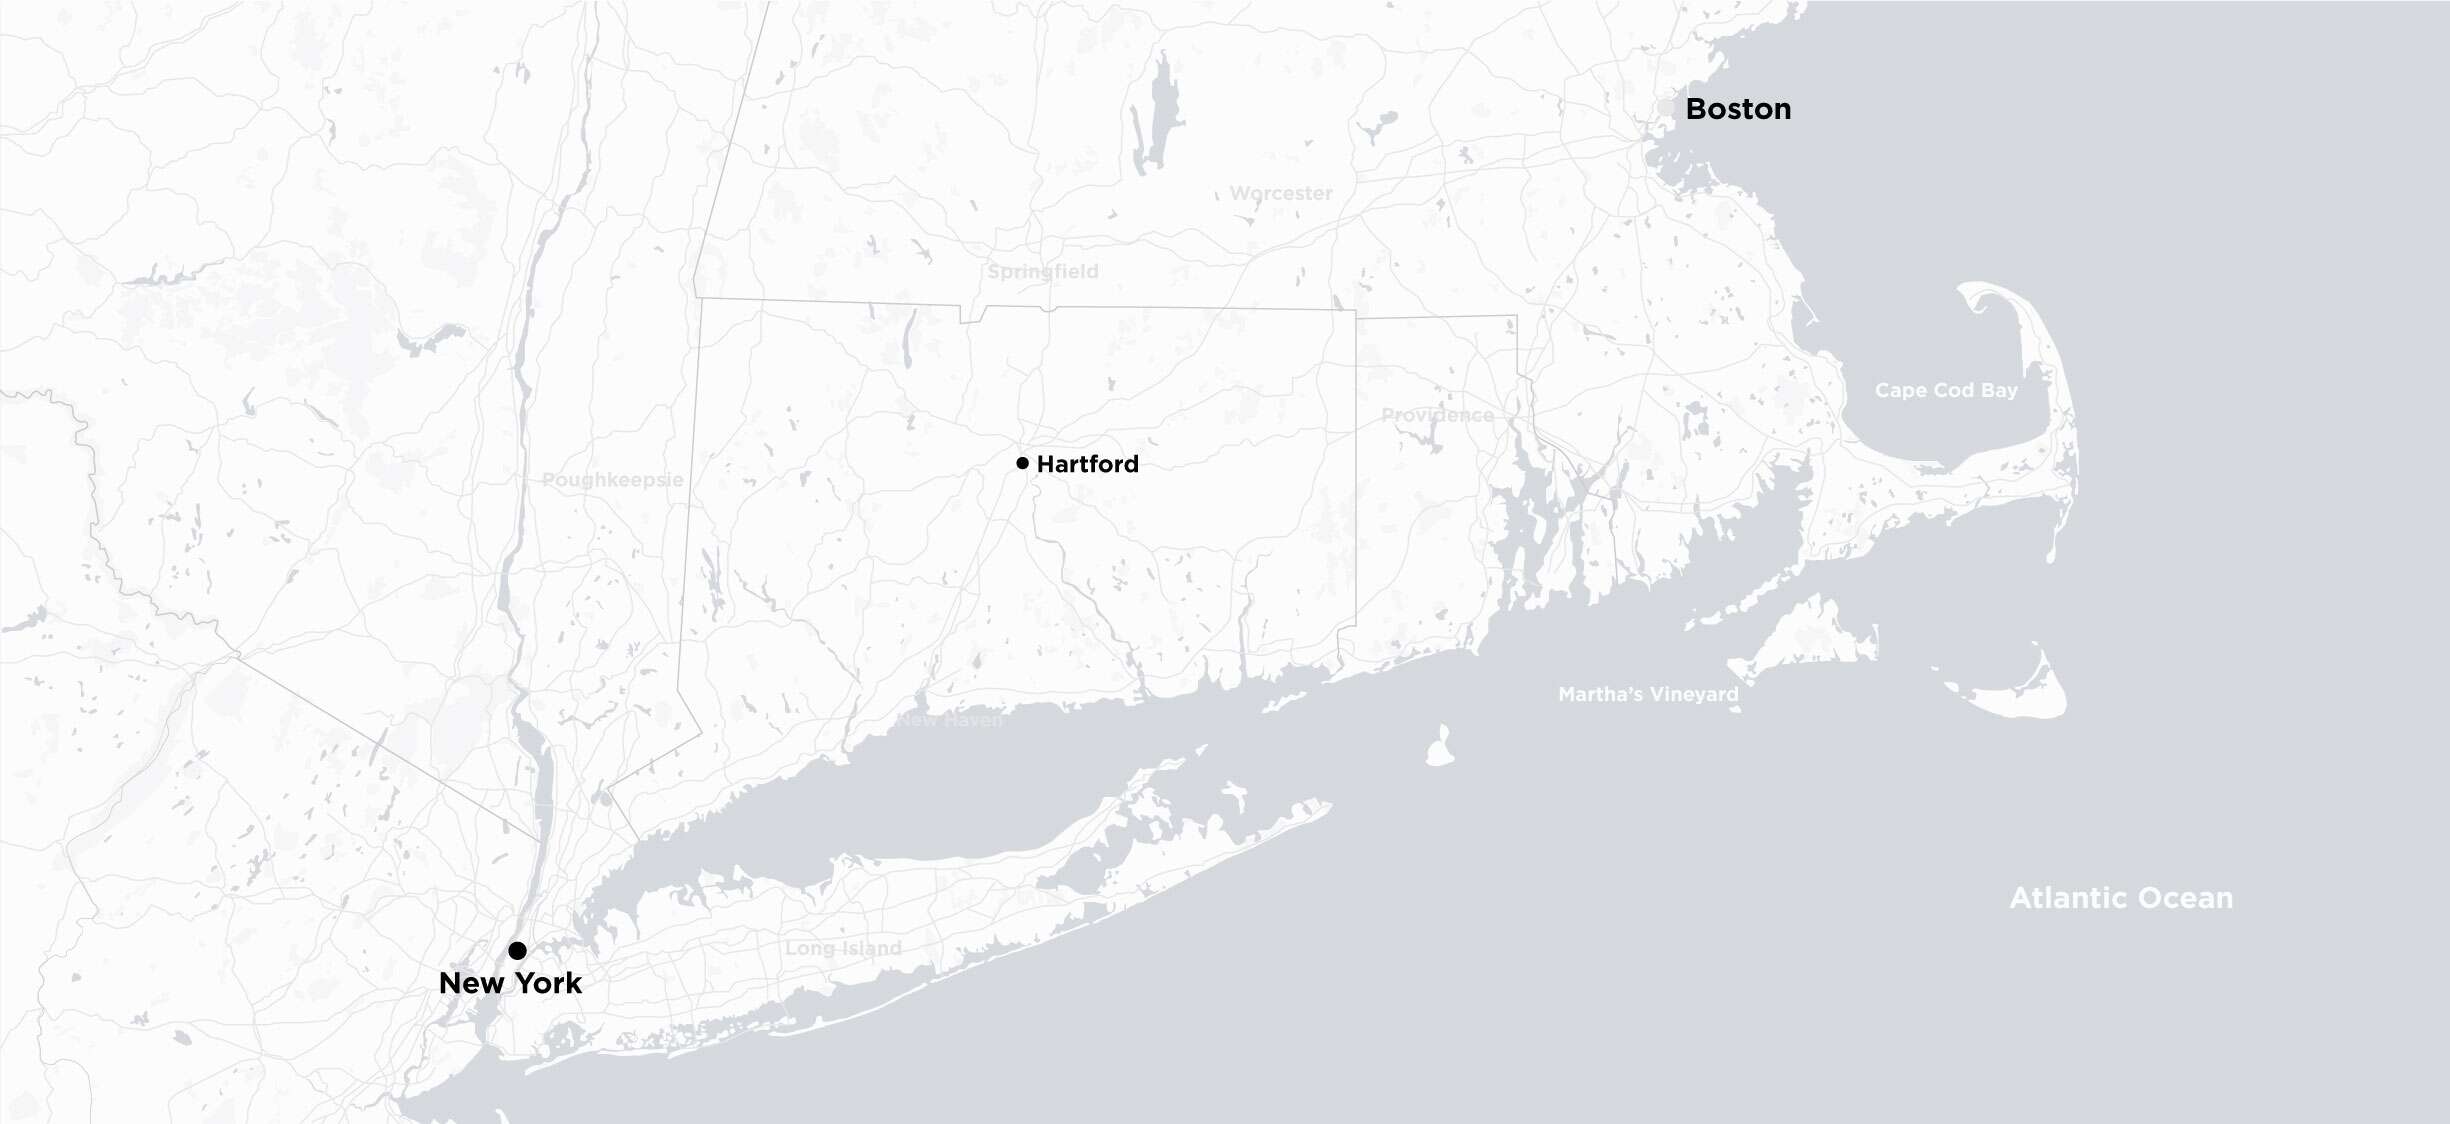 Boston
Worcester
Springfield
Cape Cod Bay
Providence
Hartford
Poughkeepsie
Martha’s Vineyard
New Haven
Atlantic Ocean
Long Island
New York